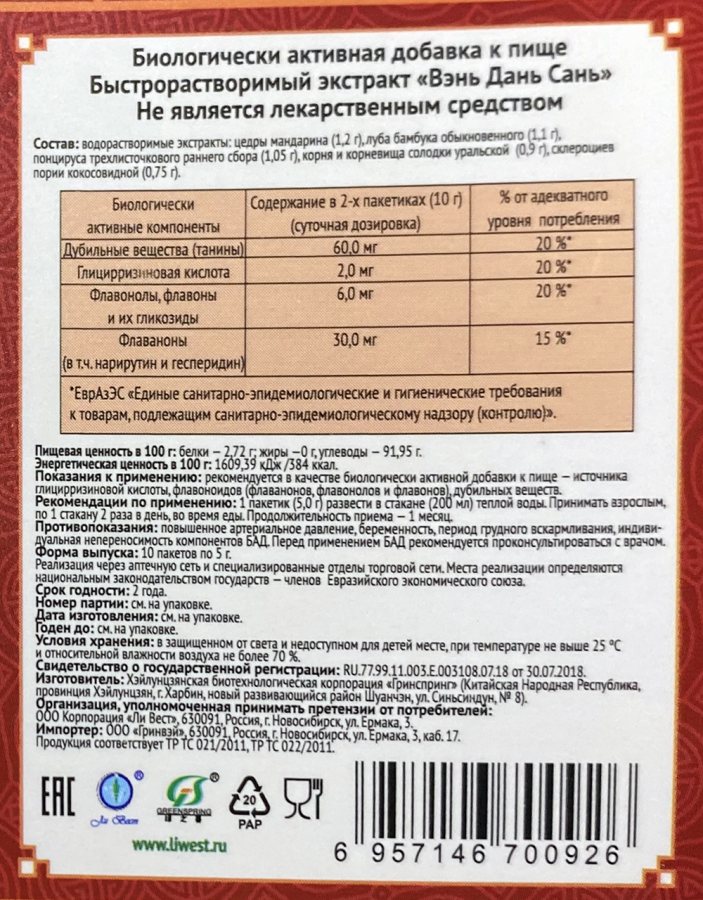 Биологически активная добавка к пище
Быстрорастворимый экстракт «Вэнь Дань Сань»
Не является лекарственным средством
Состав: водорастворимые экстракты: цедры мандарина (1,2 г),луба бамбука обыкновенного (1,1 г),
понцируса трехлисточкового раннего сбора (1,05 г), корня и корневища солодки уральской (0,9 г), склероциев
пории кокосовидной (0,75 г).
Биологически активные компоненты
Содержание в 2-х пакетиках (10 г) (суточная дозировка)
% от адекватного уровня потребления
Дубильные вещества (танины) 60,0 мг 20 %*
Глицирризиновая кислота 2,0 мг 20 %*
Флавонолы, флавоны и их гликозиды 6,0 мг 20 %*
Флаваноны (в т.ч. нарирутин и гесперидин) 30,0 мг 15 %*
*ЕврАзЭС «Единые санитарно-эпидемиологические и гигиенические требования
к товарам, подлежащим санитарно-эпидемиологическому надзору (контролю)».
Пищевая ценность в 100 г: белки – 2,72 г; жиры –0 г, углеводы – 91,95 г.
Энергетическая ценность в 100 г: 1609,39 кДж /384 ккал.
Показания к применению: рекомендуется в качестве биологически активной добавки к пище – источника
глицирризиновой кислоты, флавоноидов (флаванонов, флавонолов и флавонов), дубильных веществ.
Рекомендации по применению: 1 пакетик (5,0 г) развести в стакане (200 мл) теплой воды. Принимать взрослым,
по 1 стакану 2 раза в день, во время еды. Продолжительность приема – 1 месяц.
Противопоказания: повышенное артериальное давление, беременность, период грудного вскармливания, индиви-
дуальная непереносимость компонентов БАД. Перед применением БАД рекомендуется проконсультироваться с врачом.
Форма выпуска: 10 пакетов по 5 г.
Реализация через аптечную сеть и специализированные отделы торговой сети. Места реализации определяются
национальным законодательством государств – членов Евразийского экономического союза.
Срок годности: 2 года.
Номер партии: см. на упаковке.
Дата изготовления: см. на упаковке.
Годен до: см. на упаковке.
Условия хранения: в защищенном от света и недоступном для детей месте, при температуре не выше 25 °С
и относительной влажности воздуха не более 70 %.
Свидетельство о государственной регистрации: RU.77.99.11.003.Е.003108.07.18 от 30.07.2018.
Изготовитель: Хэйлунцзянская биотехнологическая корпорация «Гринспринг» (Китайская Народная Республика,
провинция Хэйлунцзян, г. Харбин, новый развивающийся район Шуанчэн, ул. Синьсиндун, № 8).
Организация, уполномоченная принимать претензии от потребителей:
ООО Корпорация «Ли Вест», 630091, Россия, г. Новосибирск, ул. Ермака, 3.
Импортер: ООО «Гринвэй», 630091, Россия, г. Новосибирск, ул. Ермака, 3, каб. 17.
Продукция соответствует ТР ТС 021/2011, ТР ТС 022/2011.
ЕАС
Ли Вест ®
GREENSPRING ®
20
PAP
www.liwest.ru
6 957146 700926